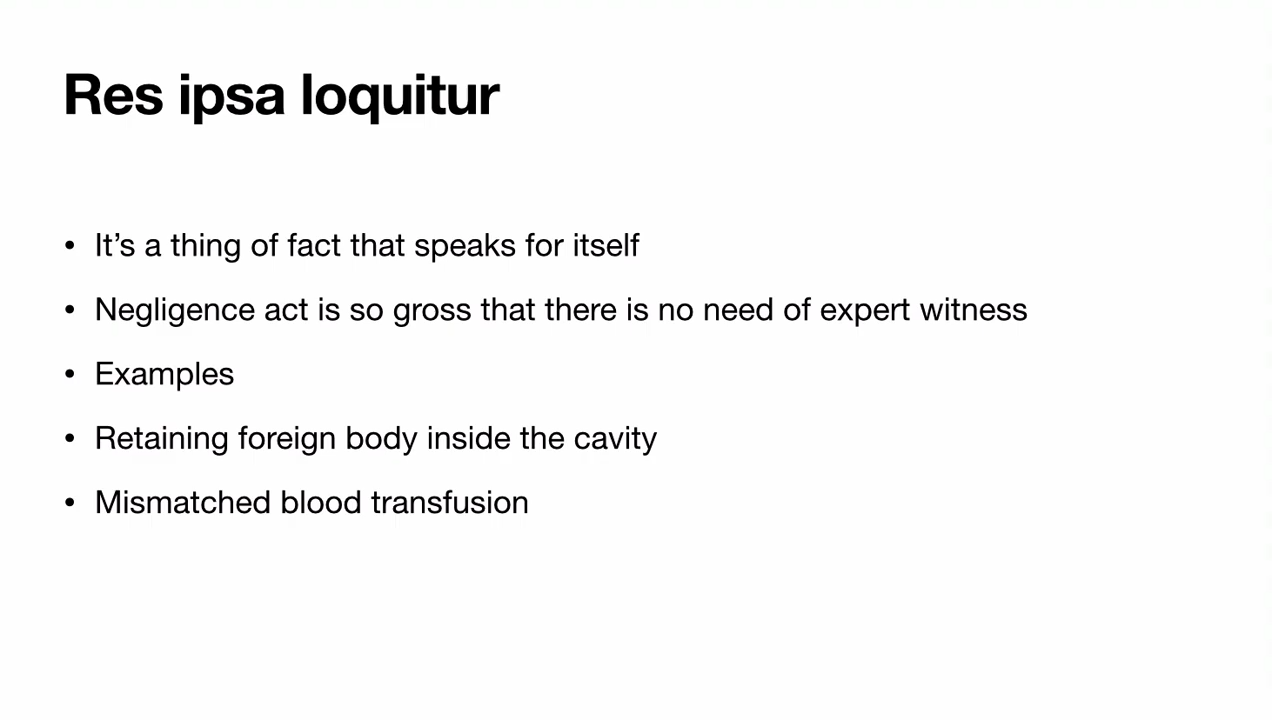 Res ipsa loquitur
• It’s a thing of fact that speaks for itself
• Negligence act is so gross that there is no need of expert witness
• Examples
• Retaining foreign body inside the cavity
• Mismatched blood transfusion